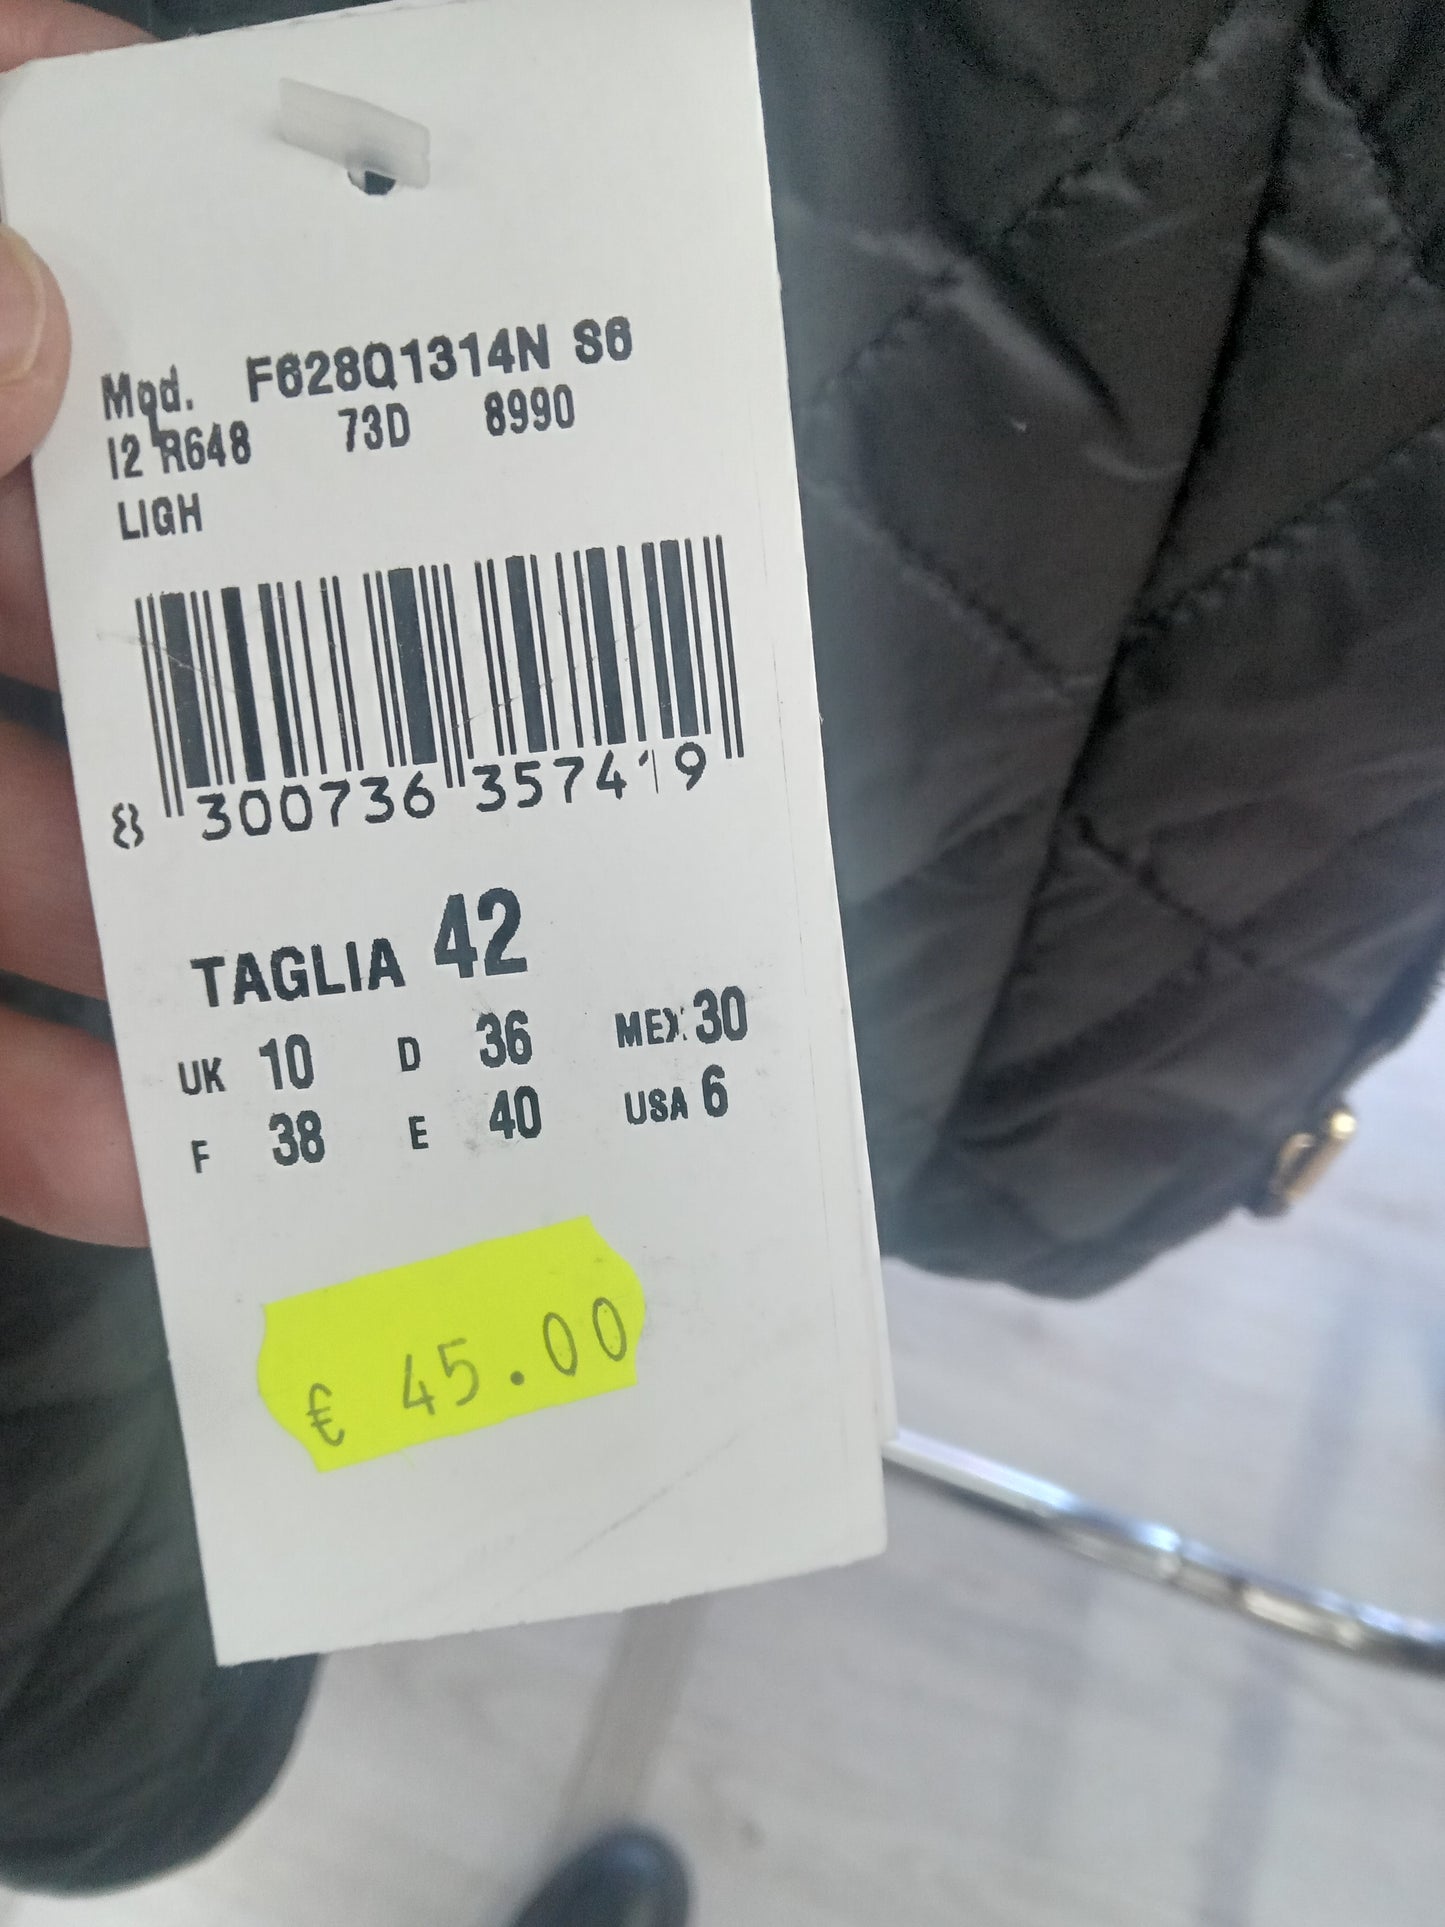 Mod. F628Q1314N S6
I2 R648 73D 8990
LIGH
8 300736 357419
TAGLIA 42
UK 10 D 36 MEX 30
F 38 E 40 USA 6
€ 45.00